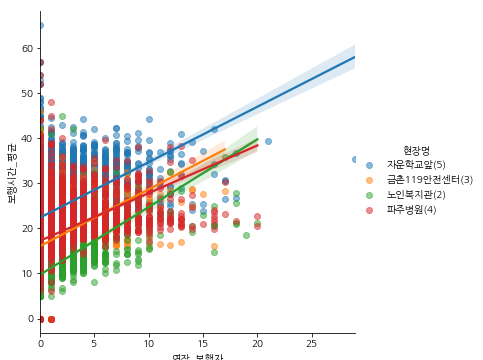 60
50
40
30
20
10
0
보행시간_평균
0
5
10
15
20
25
연장_보행자
현장명
자운학교앞(5)
금촌119안전센터(3)
노인복지관(2)
파주병원(4)